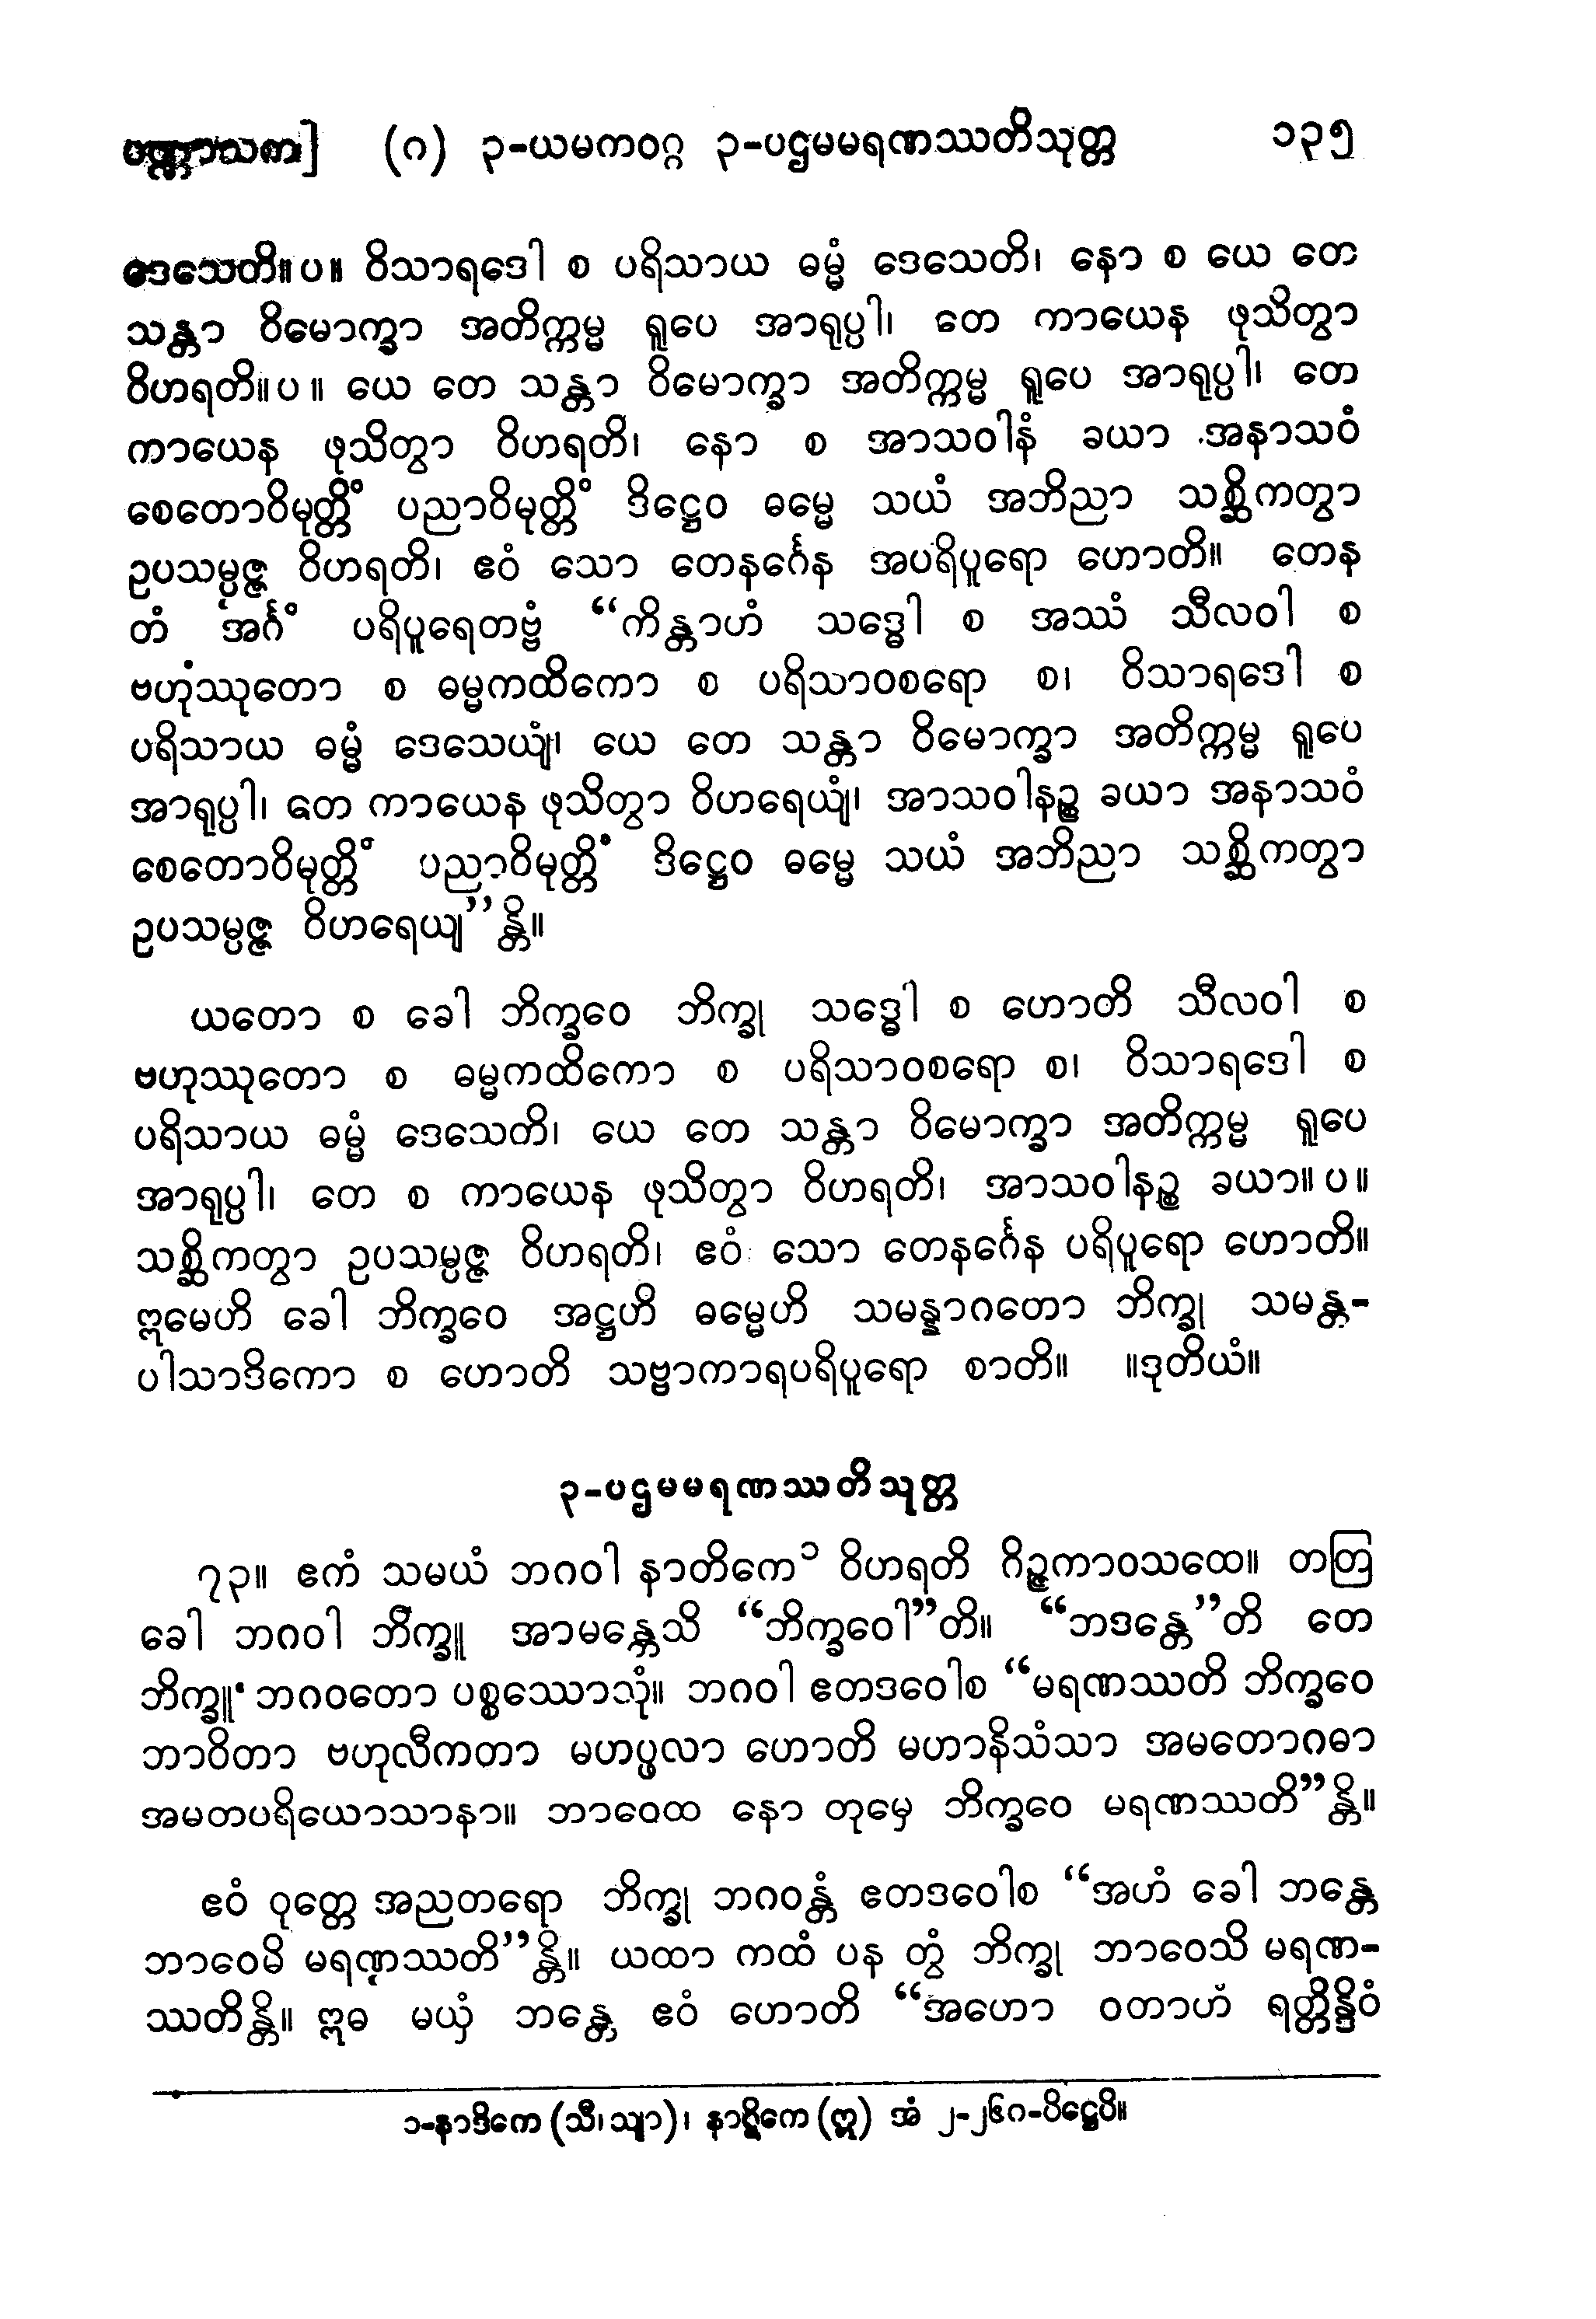 ပဏ္ဏာသက] (ဂ) ၃-ယမကဝဂ္ဂ ၃-ပဌမမရဏဿတိသုတ္တ ၁၃၅
ဒေသေတိ။ပ။ ဝိသာရဒေါ စ ပရိသာယ ဓမ္မံ ဒေသေတိ၊ နော စ ယေ တေ
သန္တာ ဝိမောက္ခာ အတိက္ကမ္မ ရူပေ အာရုပ္ပါ၊ တေ ကာယေန ဖုသိတွာ
ဝိဟရတိ။ပ။ ယေ တေ သန္တာ ဝိမောက္ခာ အတိက္ကမ္မ ရူပေ အာရုပ္ပါ၊ တေ
ကာယေန ဖုသိတွာ ဝိဟရတိ၊ နော စ အာသဝါနံ ခယာ အနာသဝံ
စေတောဝိမုတ္တိံ ပညာဝိမုတ္တိံ ဒိဋ္ဌေဝ ဓမ္မေ သယံ အဘိညာ သစ္ဆိကတွာ
ဥပသမ္ပဇ္ဇ ဝိဟရတိ၊ ဧဝံ သော တေနင်္ဂေန အပရိပူရော ဟောတိ။ တေန
တံ အင်္ဂံ ပရိပူရေတဗ္ဗံ “ကိန္တာဟံ သဒ္ဓေါ စ အဿံ သီလဝါ စ
ဗဟုဿုတော စ ဓမ္မကထိကော စ ပရိသာဝစရော စ၊ ဝိသာရဒေါ စ
ပရိသာယ ဓမ္မံ ဒေသေယျံ၊ ယေ တေ သန္တာ ဝိမောက္ခာ အတိက္ကမ္မ ရူပေ
အာရုပ္ပါ၊ တေ ကာယေန ဖုသိတွာ ဝိဟရေယျံ၊ အာသဝါနဉ္စ ခယာ အနာသဝံ
စေတောဝိမုတ္တိံ ပညာဝိမုတ္တိံ ဒိဋ္ဌေဝ ဓမ္မေ သယံ အဘိညာ သစ္ဆိကတွာ
ဥပသမ္ပဇ္ဇ ဝိဟရေယျ”န္တိ။
ယတော စ ခေါ ဘိက္ခဝေ ဘိက္ခု သဒ္ဓေါ စ ဟောတိ သီလဝါ စ
ဗဟုဿုတော စ ဓမ္မကထိကော စ ပရိသာဝစရော စ၊ ဝိသာရဒေါ စ
ပရိသာယ ဓမ္မံ ဒေသေတိ၊ ယေ တေ သန္တာ ဝိမောက္ခာ အတိက္ကမ္မ ရူပေ
အာရုပ္ပါ၊ တေ စ ကာယေန ဖုသိတွာ ဝိဟရတိ၊ အာသဝါနဉ္စ ခယာ။ပ။
သစ္ဆိကတွာ ဥပသမ္ပဇ္ဇ ဝိဟရတိ၊ ဧဝံ သော တေနင်္ဂေန ပရိပူရော ဟောတိ။
ဣမေဟိ ခေါ ဘိက္ခဝေ အဋ္ဌဟိ ဓမ္မေဟိ သမန္နာဂတော ဘိက္ခု သမန္တ-
ပါသာဒိကော စ ဟောတိ သဗ္ဗာကာရပရိပူရော စာတိ။ ။ဒုတိယံ။
၃-ပဌမမရဏဿတိသုတ္တ
၇၃။ ဧကံ သမယံ ဘဂဝါ နာတိကေ၁ ဝိဟရတိ ဂိဉ္ဇကာဝသထေ။ တတြ
ခေါ ဘဂဝါ ဘိက္ခူ အာမန္တေသိ “ဘိက္ခဝေါ”တိ။ “ဘဒန္တေ”တိ တေ
ဘိက္ခူ ဘဂဝတော ပစ္စဿောသုံ။ ဘဂဝါ ဧတဒဝေါစ “မရဏဿတိ ဘိက္ခဝေ
ဘာဝိတာ ဗဟုလီကတာ မဟပ္ဖလာ ဟောတိ မဟာနိသံသာ အမတောဂဓာ
အမတပရိယောသာနာ။ ဘာဝေထ နော တုမှေ ဘိက္ခဝေ မရဏဿတိ”န္တိ။
ဧဝံ ဝုတ္တေ အညတရော ဘိက္ခု ဘဂဝန္တံ ဧတဒဝေါစ “အဟံ ခေါ ဘန္တေ
ဘာဝေမိ မရဏဿတိ”န္တိ။ ယထာ ကထံ ပန တွံ ဘိက္ခု ဘာဝေသိ မရဏ-
ဿတိန္တိ။ ဣဓ မယှံ ဘန္တေ ဧဝံ ဟောတိ “အဟော ဝတာဟံ ရတ္တိန္ဒိဝံ
၁-နာဒိကေ (သီ၊သျာ)၊ နာဒ္ဒိကေ (ဣ) အံ ၂-၂၆၈-ပိဋ္ဌေပိ။